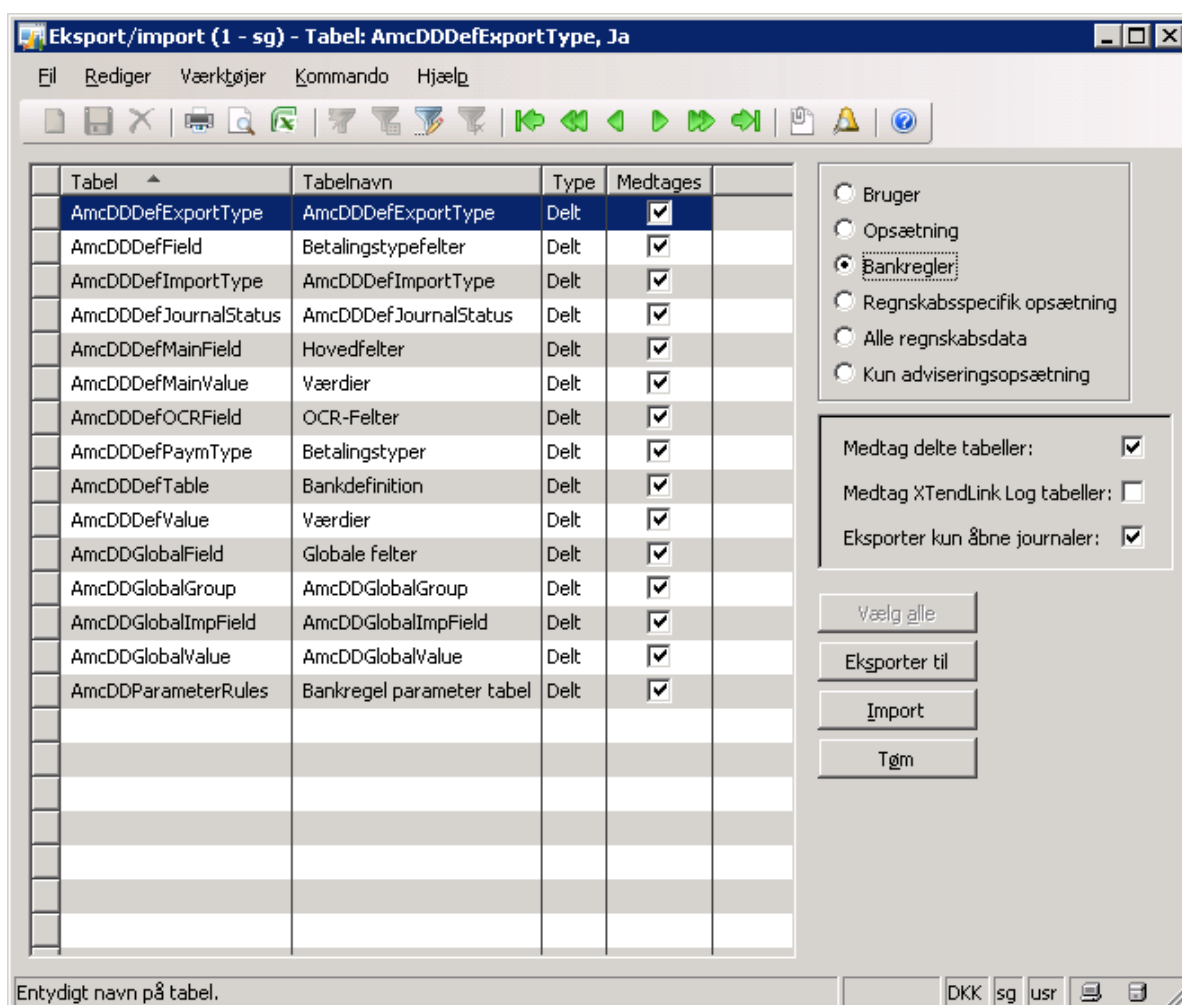 Eksport/import (1 - sg) - Tabel: AmcDDDefExportType, Ja
Fil Rediger Værktøjer Kommando Hjælp
Tabel Tabelnavn Type Medtages
AmcDDDefExportType AmcDDDefExportType Delt
AmcDDDefField Betalingstypefelter Delt
AmcDDDefImportType AmcDDDefImportType Delt
AmcDDDefJournalStatus AmcDDDefJournalStatus Delt
AmcDDDefMainField Hovedfelter Delt
AmcDDDefMainValue Værdier Delt
AmcDDDefOCRField OCR-Felter Delt
AmcDDDefPaymType Betalingstyper Delt
AmcDDDefTable Bankdefinition Delt
AmcDDDefValue Værdier Delt
AmcDDGlobalField Globale felter Delt
AmcDDGlobalGroup AmcDDGlobalGroup Delt
AmcDDGlobalImpField AmcDDGlobalImpField Delt
AmcDDGlobalValue AmcDDGlobalValue Delt
AmcDDParameterRules Bankregel parameter tabel Delt
Bruger
Opsætning
Bankregler
Regnskabsspecifik opsætning
Alle regnskabsdata
Kun adviseringsopsætning
Medtag delte tabeller:
Medtag XTendLink Log tabeller:
Eksporter kun åbne journaler:
Vælg alle
Eksporter til
Import
Tøm
Entydigt navn på tabel.
DKK sg usr